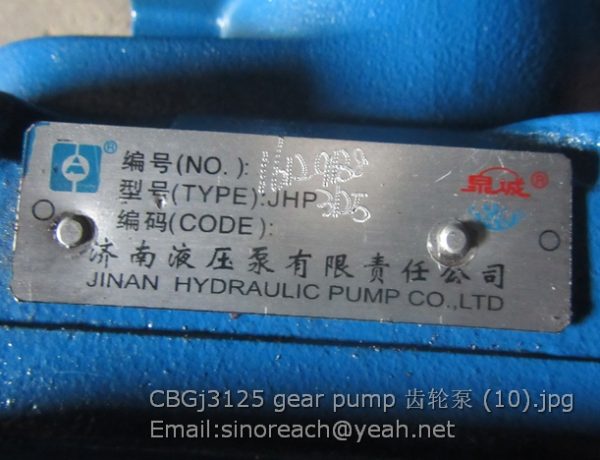 编号(NO.):
型号(TYPE):JHP
编码(CODE):
泉诚®
济南液压泵有限责任公司
JINAN HYDRAULIC PUMP CO.,LTD
CBGj3125 gear pump 齿轮泵 (10).jpg
Email:sinoreach@yeah.net